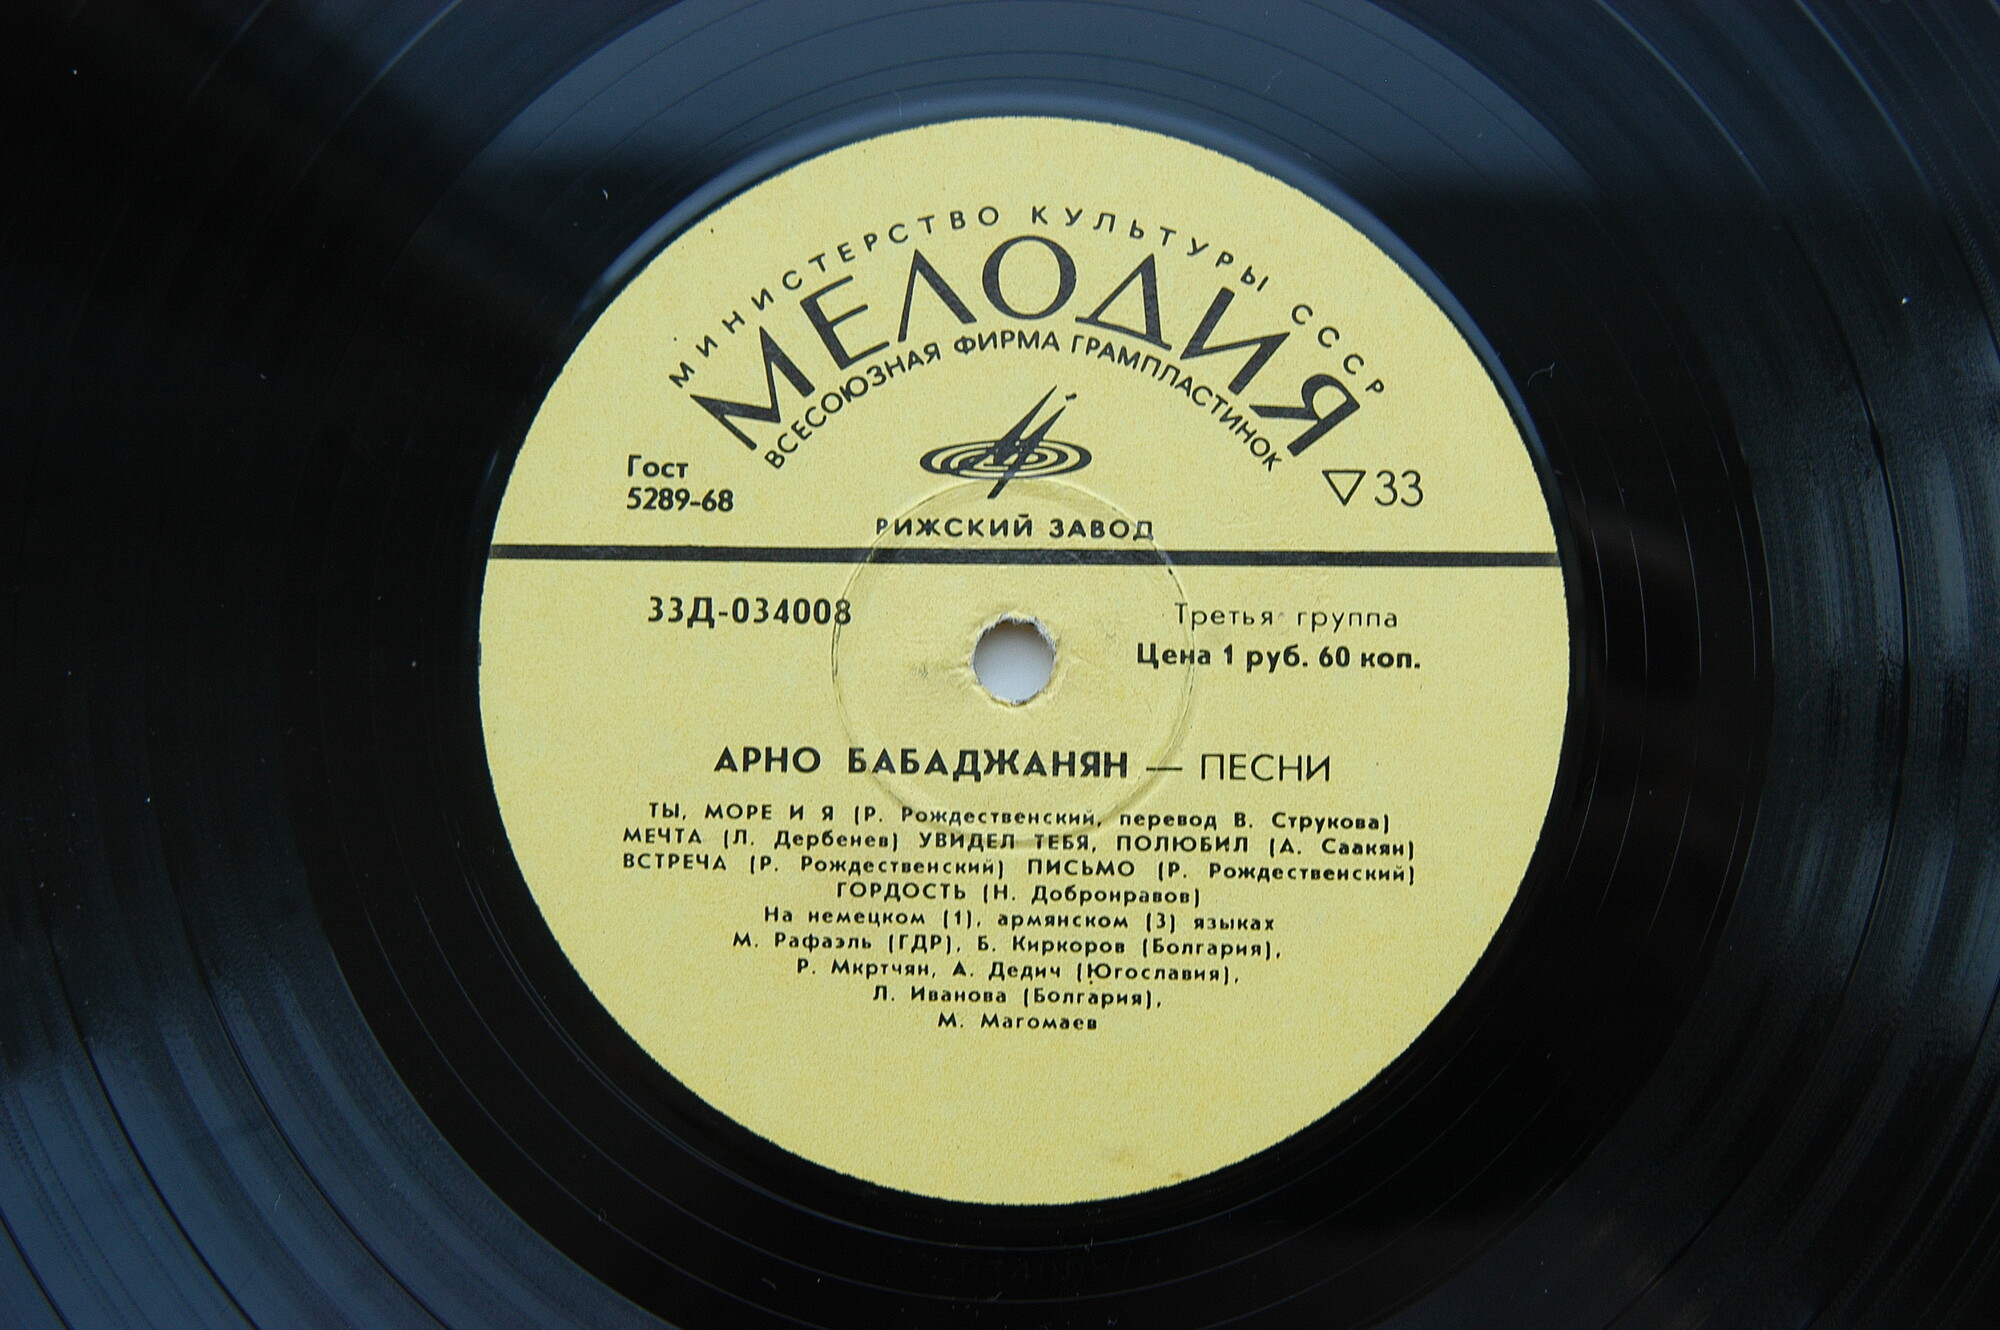 МИНИСТЕРСТВО КУЛЬТУРЫ СССР
МЕЛОДИЯ
ВСЕСОЮЗНАЯ ФИРМА ГРАМПЛАСТИНОК
Гост
5289-68
33
РИЖСКИЙ ЗАВОД
33Д-034008
Третья группа
Цена 1 руб. 60 коп.
АРНО БАБАДЖАНЯН — ПЕСНИ
ТЫ, МОРЕ И Я (Р. Рождественский, перевод В. Струкова)
МЕЧТА (Л. Дербенев) УВИДЕЛ ТЕБЯ, ПОЛЮБИЛ (А. Саакян)
ВСТРЕЧА (Р. Рождественский) ПИСЬМО (Р. Рождественский)
ГОРДОСТЬ (Н. Добронравов)
На немецком (1), армянском (3) языках
М. Рафаэль (ГДР), Б. Киркоров (Болгария),
Р. Мкртчян, А. Дедич (Югославия),
Л. Иванова (Болгария),
М. Магомаев